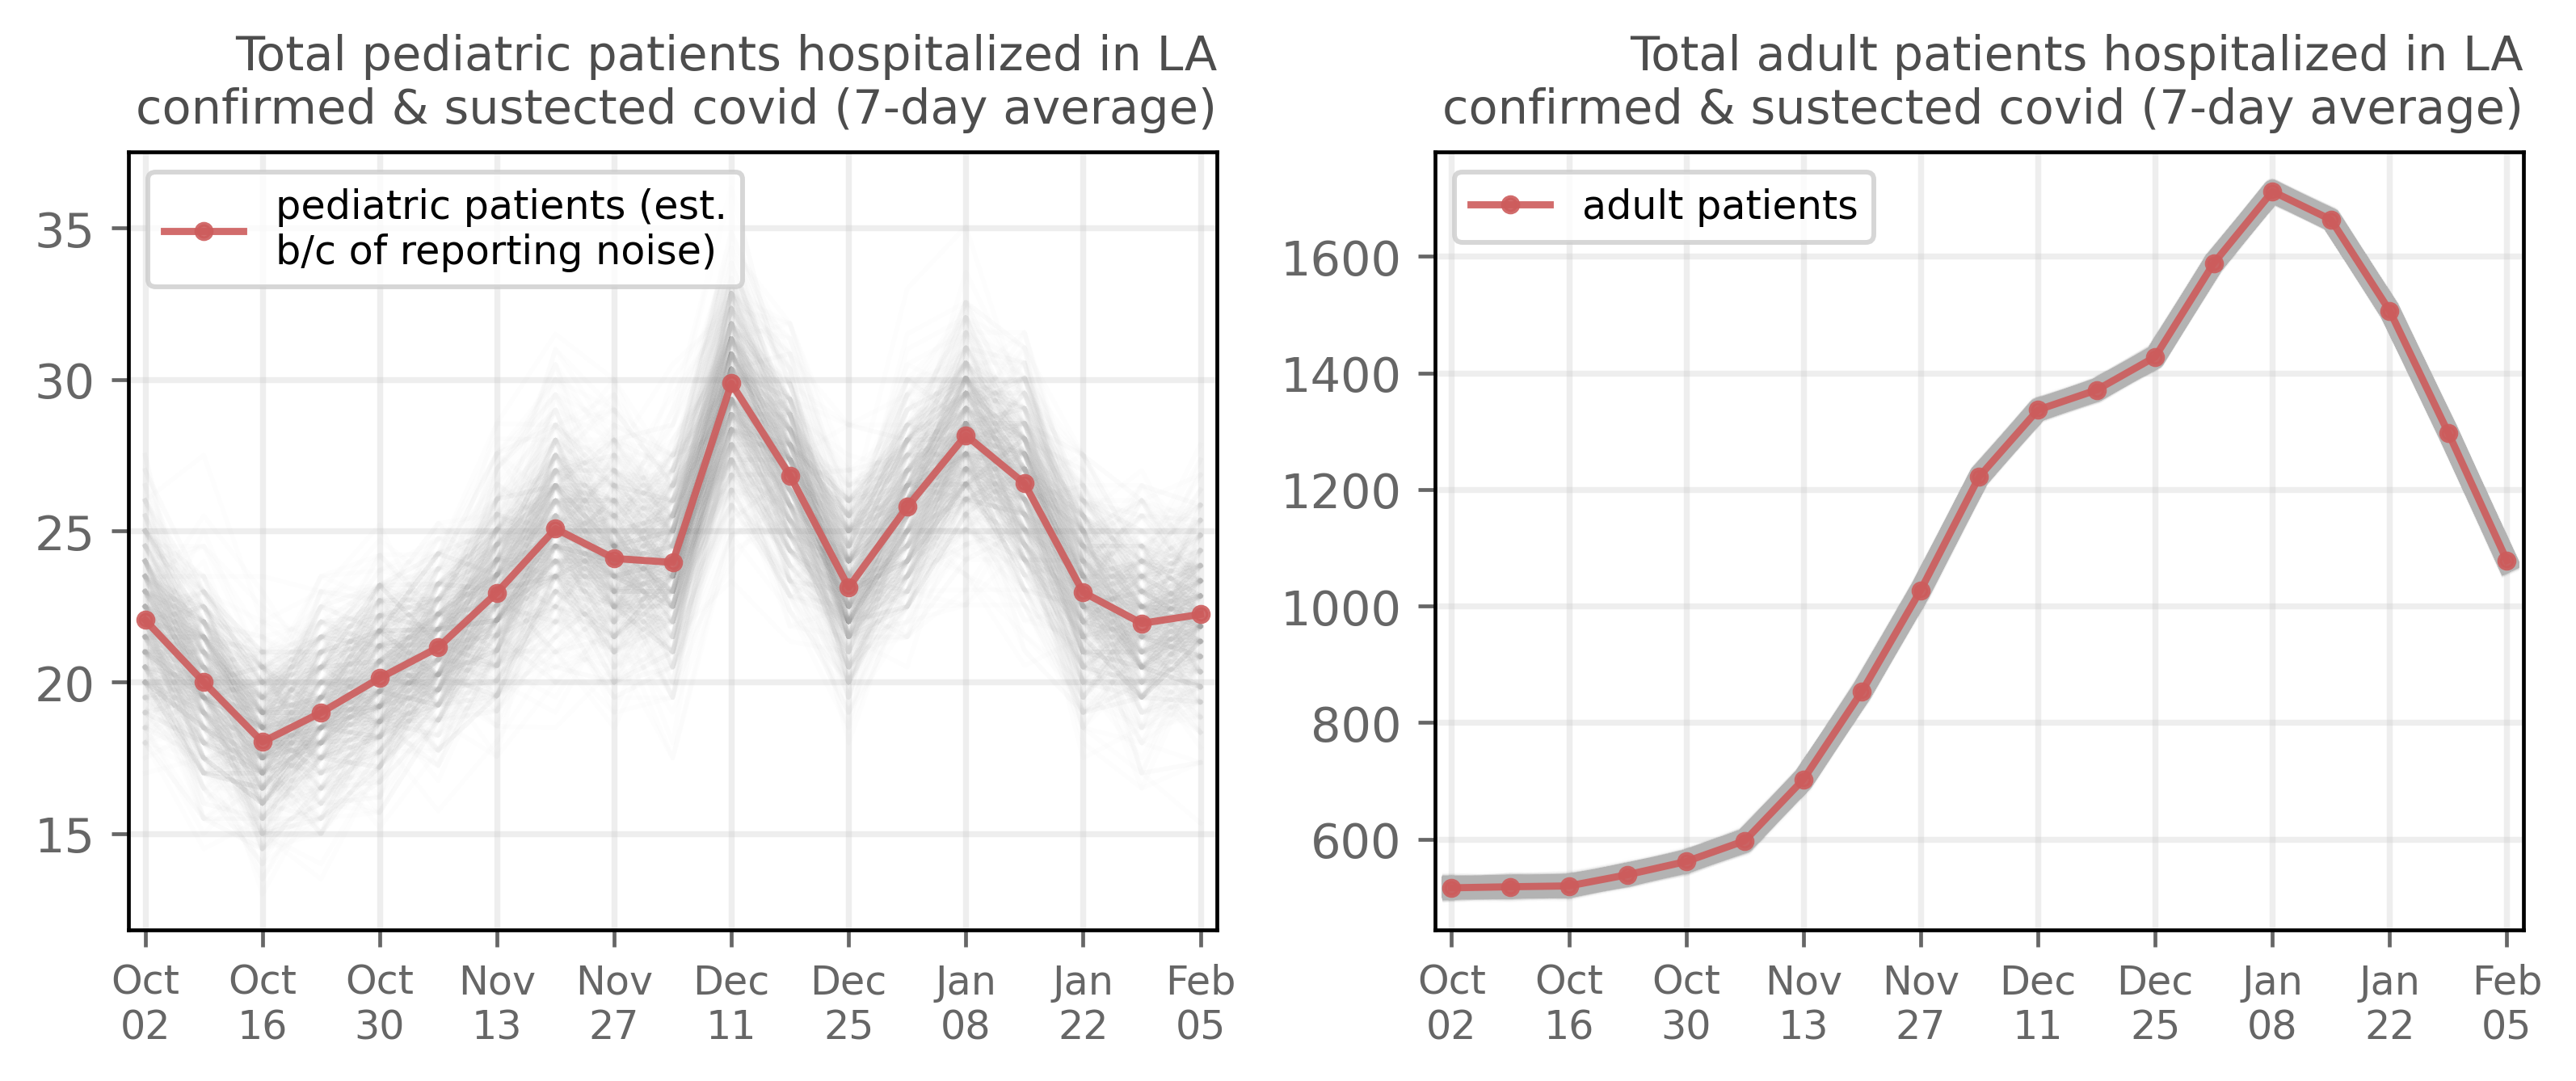 Total pediatric patients hospitalized in LA
confirmed & sustected covid (7-day average)
pediatric patients (est.
b/c of reporting noise)
35
30
25
20
15
Oct Oct Oct Nov Nov Dec Dec Jan Jan Feb
02 16 30 13 27 11 25 08 22 05
Total adult patients hospitalized in LA
confirmed & sustected covid (7-day average)
adult patients
1600
1400
1200
1000
800
600
Oct Oct Oct Nov Nov Dec Dec Jan Jan Feb
02 16 30 13 27 11 25 08 22 05